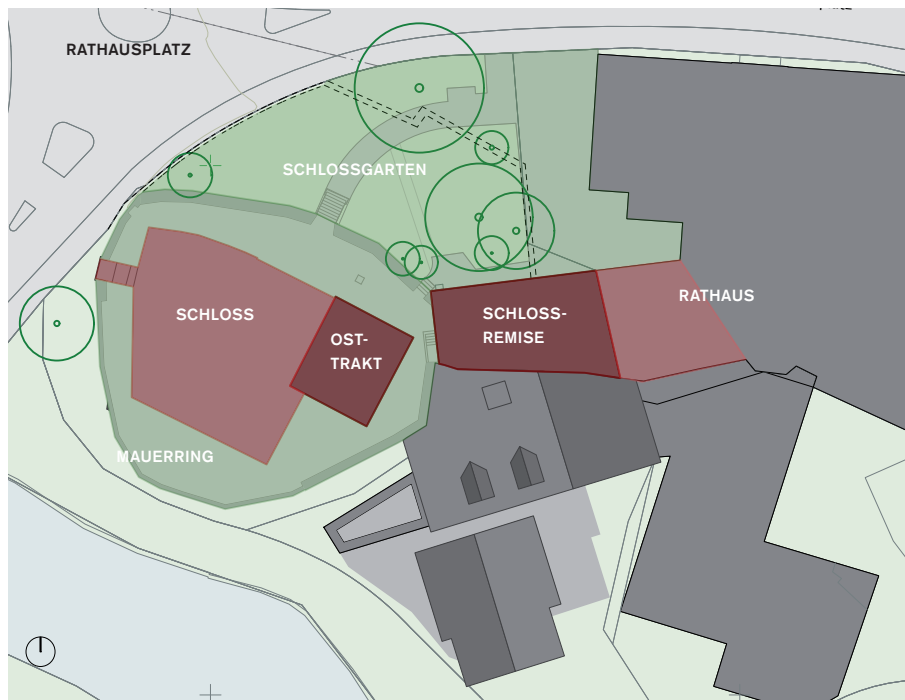 RATHAUSPLATZ
SCHLOSSGARTEN
SCHLOSS
OST-
TRAKT
SCHLOSS-
REMISE
RATHAUS
MAUERRING